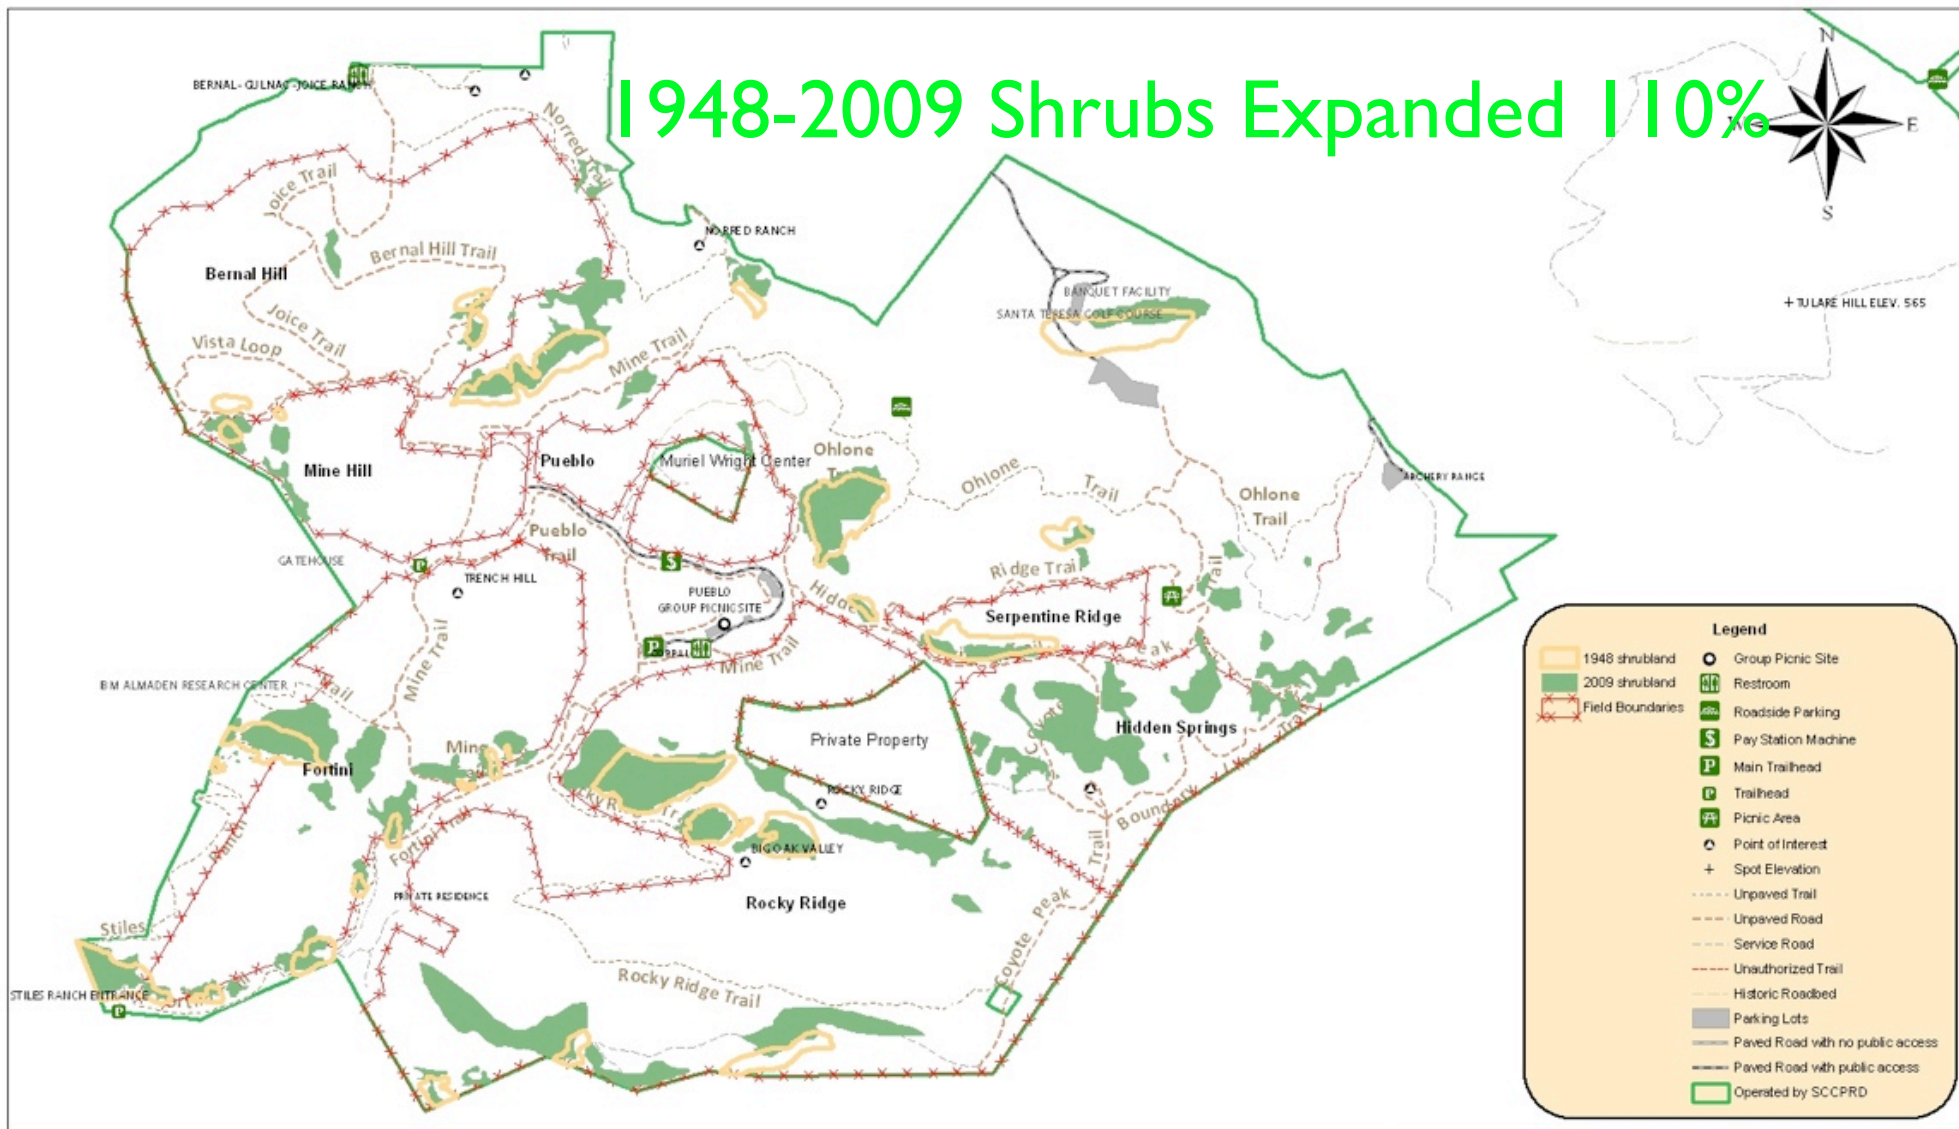 1948-2009 Shrubs Expanded 110%
N
W
E
S
BERNAL-GULNAC-JOICE RANCH
Norred Trail
Joice Trail
NORRED RANCH
Bernal Hill Trail
Bernal Hill
BANQUET FACILITY
SANTA TERESA GOLF COURSE
+ TULARE HILL ELEV. 565
Joice Trail
Vista Loop
Mine Trail
Mine Hill
Pueblo
Muriel Wright Center
Ohlone
Ohlone
Trail
Ohlone
Trail
ARCHERY RANGE
Pueblo
Trail
GATEHOUSE
TRENCH HILL
PUEBLO
GROUP PICNIC SITE
Ridge Trail
Trail
Serpentine Ridge
Peak
Mine Trail
Mine Trail
IBM ALMADEN RESEARCH CENTER
Trail
Hidden Springs
Private Property
Coyote
Fortini
ROCKY RIDGE
Boundary
Trail
Fortini Trail
Ranch
BIG OAK VALLEY
PRIVATE RESIDENCE
Rocky Ridge
Coyote Peak
Stiles
Rocky Ridge Trail
STILES RANCH ENTRANCE
Legend
1948 shrubland
2009 shrubland
Field Boundaries
Group Picnic Site
Restroom
Roadside Parking
$ Pay Station Machine
P Main Trailhead
P Trailhead
Picnic Area
Point of Interest
+ Spot Elevation
Unpaved Trail
Unpaved Road
Service Road
Unauthorized Trail
Historic Roadbed
Parking Lots
Paved Road with no public access
Paved Road with public access
Operated by SCCPRD